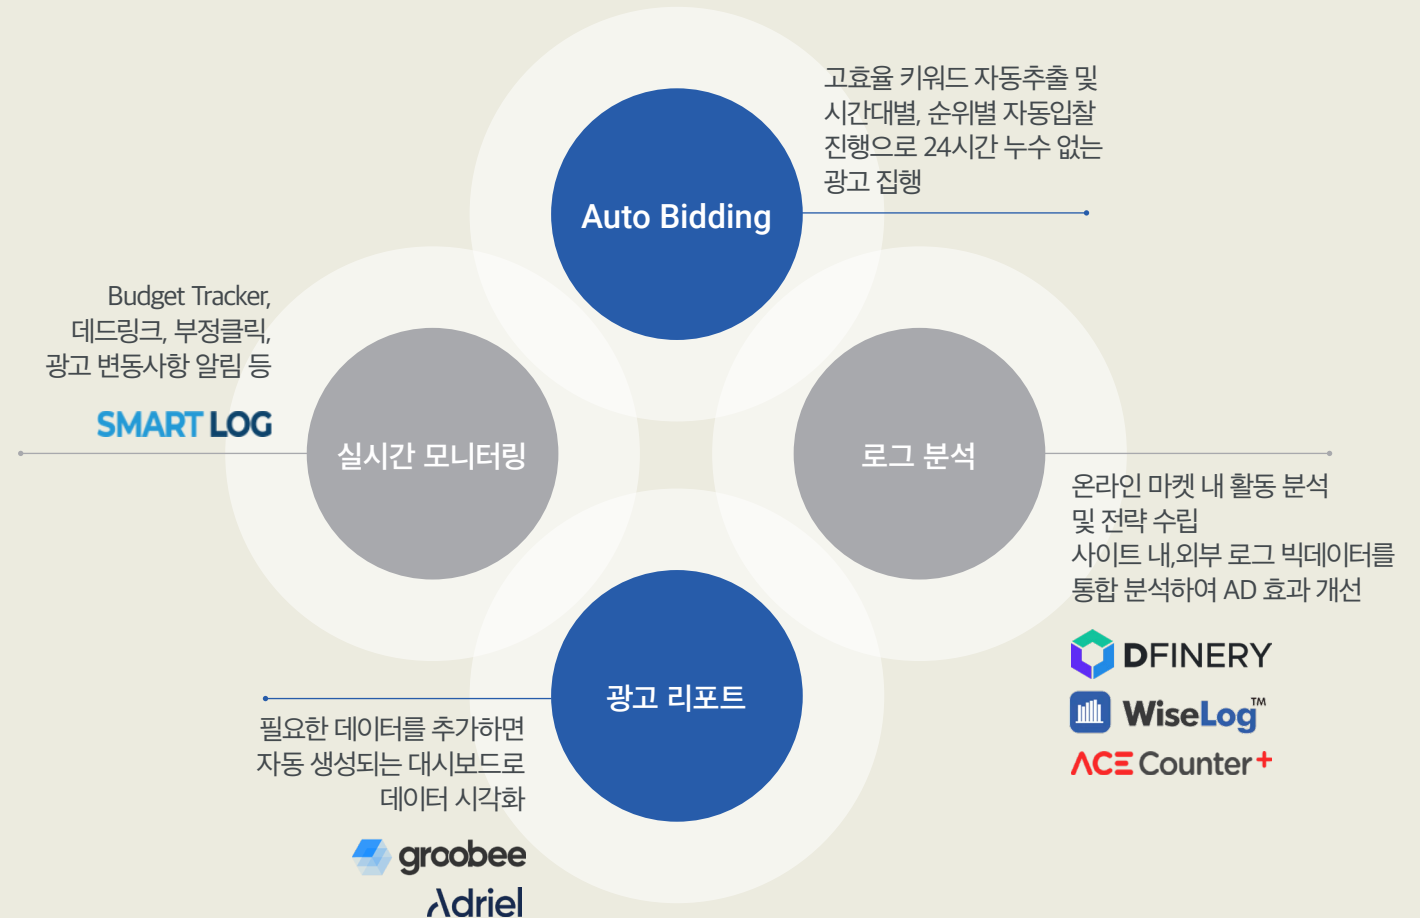 고효율 키워드 자동추출 및
시간대별, 순위별 자동입찰
진행으로 24시간 누수 없는
광고 집행
Auto Bidding
Budget Tracker,
데드링크, 부정클릭,
광고 변동사항 알림 등
SMART LOG
실시간 모니터링
로그 분석
온라인 마켓 내 활동 분석
및 전략 수립
사이트 내,외부 로그 빅데이터를
통합 분석하여 AD 효과 개선
DFINERY
WiseLog™
ACE Counter+
광고 리포트
필요한 데이터를 추가하면
자동 생성되는 대시보드로
데이터 시각화
groobee
Adriel